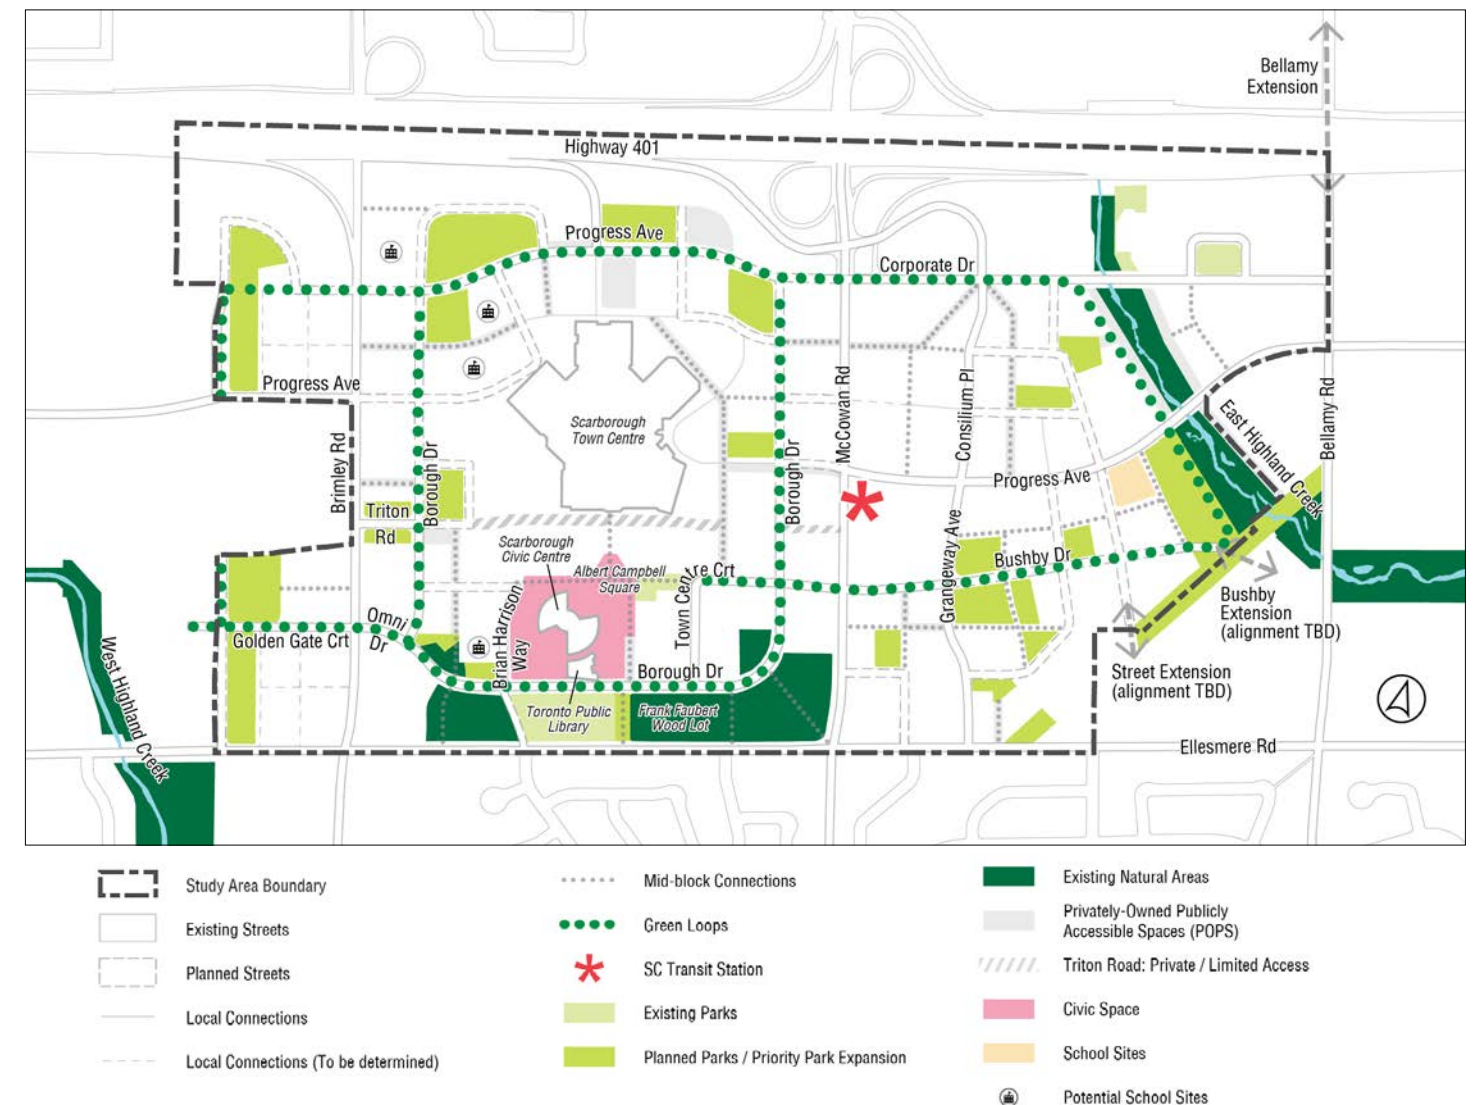 Bellamy
Extension
Highway 401
Progress Ave
Corporate Dr
Progress Ave
Scarborough
Town Centre
Brimley Rd
Borough Dr
Borough Dr
McCowan Rd
Consilium Pl
Bellamy Rd
East Highland Creek
Progress Ave
Triton
Rd
Scarborough
Civic Centre
Albert Campbell
Square
Town Centre Crt
Grangeway Ave
Bushby Dr
Bushby
Extension
(alignment TBD)
Omni
Dr
Golden Gate Crt
Brian Harrison
Way
Borough Dr
Street Extension
(alignment TBD)
West Highland Creek
Toronto Public
Library
Frank Faubert
Wood Lot
Ellesmere Rd
Study Area Boundary
Existing Streets
Planned Streets
Local Connections
Local Connections (To be determined)
Mid-block Connections
Green Loops
SC Transit Station
Existing Parks
Planned Parks / Priority Park Expansion
Existing Natural Areas
Privately-Owned Publicly
Accessible Spaces (POPS)
Triton Road: Private / Limited Access
Civic Space
School Sites
Potential School Sites